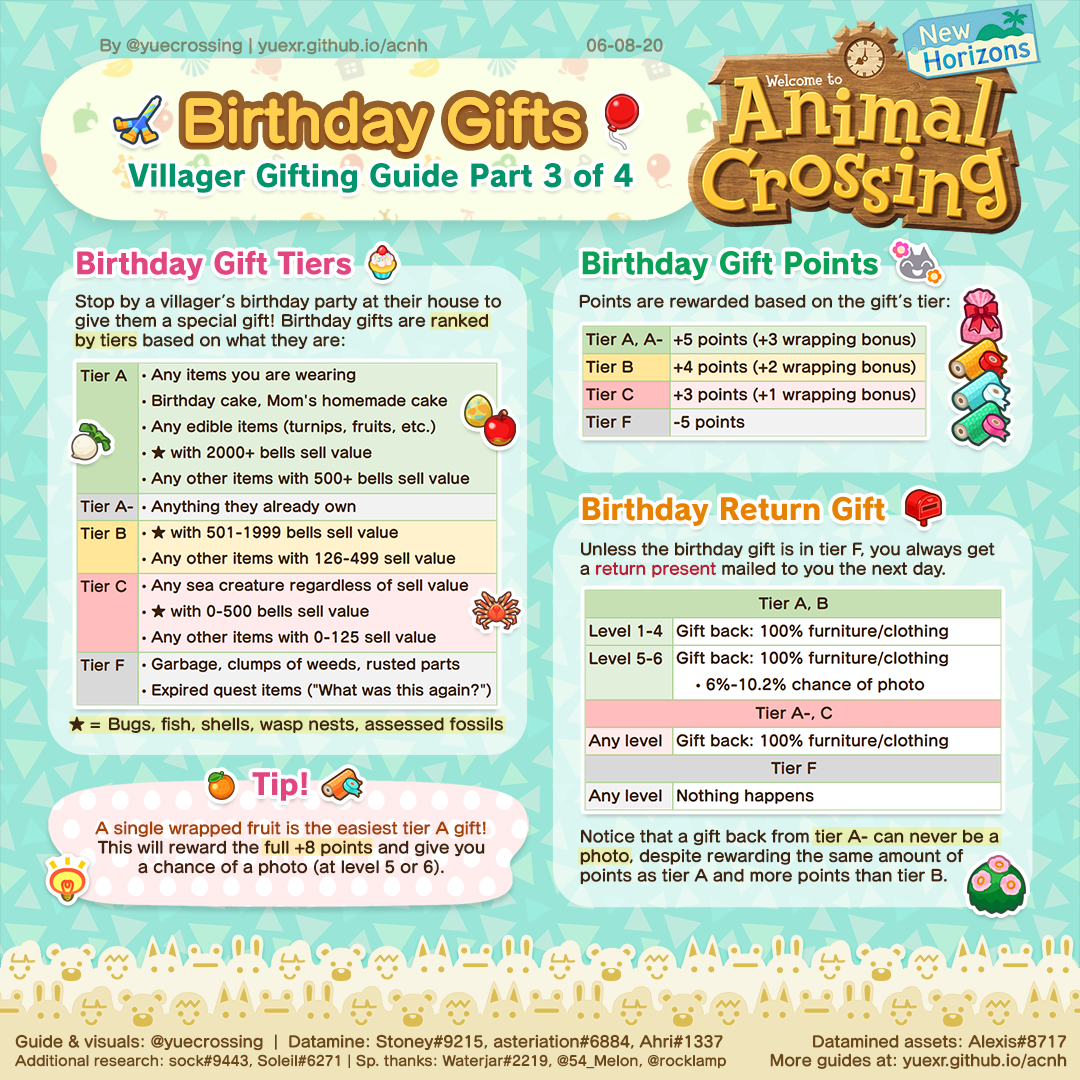 By @yuecrossing | yuexr.github.io/acnh
06-08-20
New
Horizons
Welcome to
Animal
Crossing
Birthday Gifts
Villager Gifting Guide Part 3 of 4
Birthday Gift Tiers
Stop by a villager's birthday party at their house to
give them a special gift! Birthday gifts are ranked
by tiers based on what they are:
Tier A • Any items you are wearing
• Birthday cake, Mom's homemade cake
• Any edible items (turnips, fruits, etc.)
• ★ with 2000+ bells sell value
• Any other items with 500+ bells sell value
Tier A- • Anything they already own
Tier B • ★ with 501-1999 bells sell value
• Any other items with 126-499 sell value
Tier C • Any sea creature regardless of sell value
• ★ with 0-500 bells sell value
• Any other items with 0-125 sell value
Tier F • Garbage, clumps of weeds, rusted parts
• Expired quest items ("What was this again?")
★ = Bugs, fish, shells, wasp nests, assessed fossils
Tip!
A single wrapped fruit is the easiest tier A gift!
This will reward the full +8 points and give you
a chance of a photo (at level 5 or 6).
Birthday Gift Points
Points are rewarded based on the gift's tier:
Tier A, A- +5 points (+3 wrapping bonus)
Tier B +4 points (+2 wrapping bonus)
Tier C +3 points (+1 wrapping bonus)
Tier F -5 points
Birthday Return Gift
Unless the birthday gift is in tier F, you always get
a return present mailed to you the next day.
Tier A, B
Level 1-4 Gift back: 100% furniture/clothing
Level 5-6 Gift back: 100% furniture/clothing
• 6%-10.2% chance of photo
Tier A-, C
Any level Gift back: 100% furniture/clothing
Tier F
Any level Nothing happens
Notice that a gift back from tier A- can never be a
photo, despite rewarding the same amount of
points as tier A and more points than tier B.
Guide & visuals: @yuecrossing | Datamine: Stoney#9215, asteriation#6884, Ahri#1337
Additional research: sock#9443, Soleil#6271 | Sp. thanks: Waterjar#2219, @54_Melon, @rocklamp
Datamined assets: Alexis#8717
More guides at: yuexr.github.io/acnh